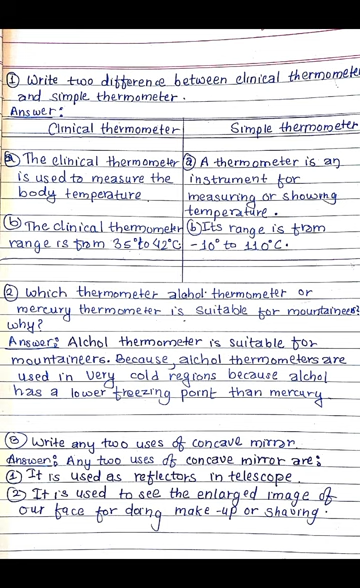 ① Write two difference between clinical thermometer
and simple thermometer.
Answer:
Clinical thermometer
Simple thermometer
ⓐ The clinical thermometer
is used to measure the
body temperature.
ⓐ A thermometer is an
instrument for
measuring or showing
temperature.
ⓑ The clinical thermometer
range is from 35° to 42°C
ⓑ Its range is from
-10° to 110°C.
② Which thermometer alohol thermometer or
mercury thermometer is suitable for mountaineers?
why?
Answer: Alchol thermometer is suitable for
mountaineers. Because, alchol thermometers are
used in very cold regions because alchol
has a lower freezing point than mercury
③ Write any two uses of concave mirror.
Answer: Any two uses of concave mirror are:
① It is used as reflectors in telescope.
② It is used to see the enlarged image of
our face for doing make-up or shaving.